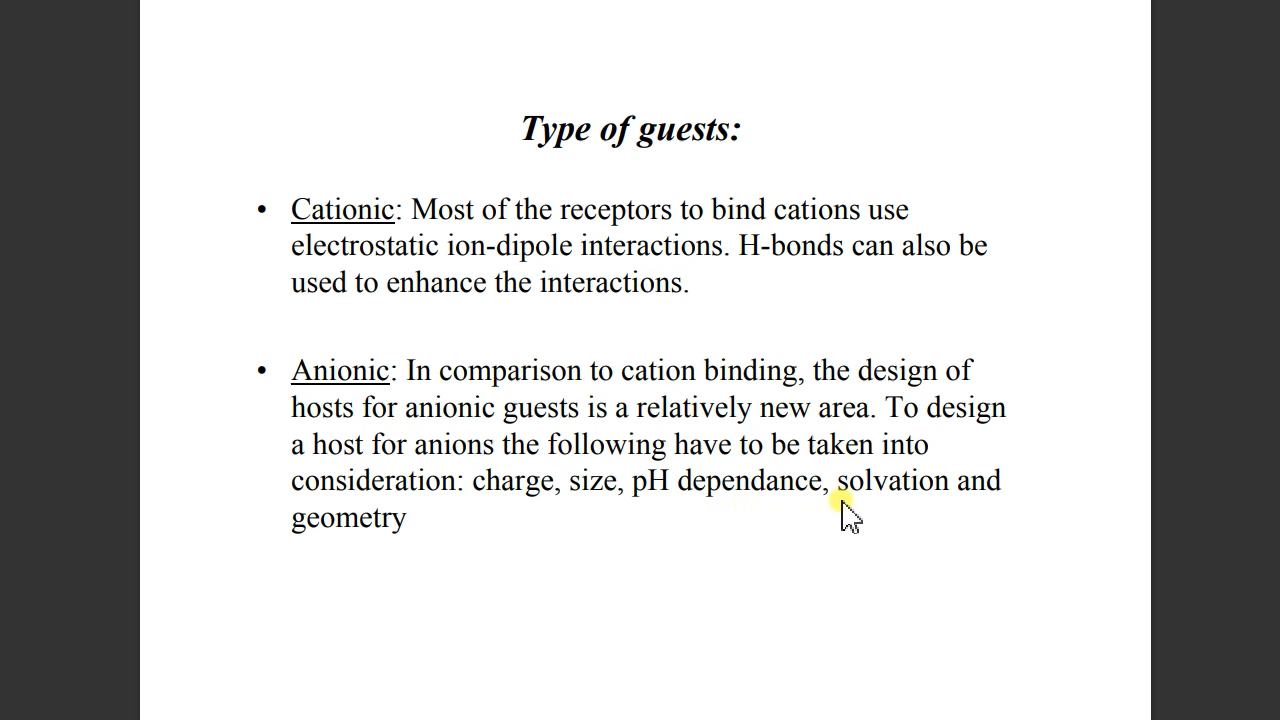 Type of guests:
• Cationic: Most of the receptors to bind cations use
electrostatic ion-dipole interactions. H-bonds can also be
used to enhance the interactions.
• Anionic: In comparison to cation binding, the design of
hosts for anionic guests is a relatively new area. To design
a host for anions the following have to be taken into
consideration: charge, size, pH dependance, solvation and
geometry